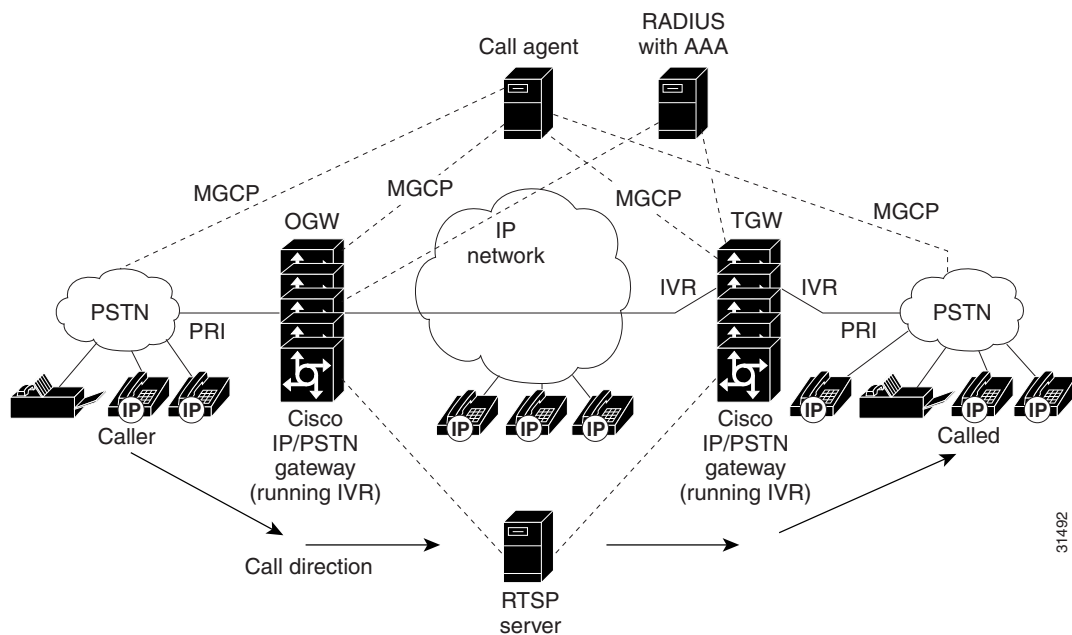 RADIUS
with AAA
Call agent
MGCP
MGCP
MGCP
MGCP
OGW
TGW
IP
network
IVR
IVR
PSTN
PRI
PRI
PSTN
IP
IP
IP
IP
IP
IP
IP
IP
Caller
Cisco
IP/PSTN
gateway
(running IVR)
Cisco
IP/PSTN
gateway
(running IVR)
Called
Call direction
RTSP
server
31492